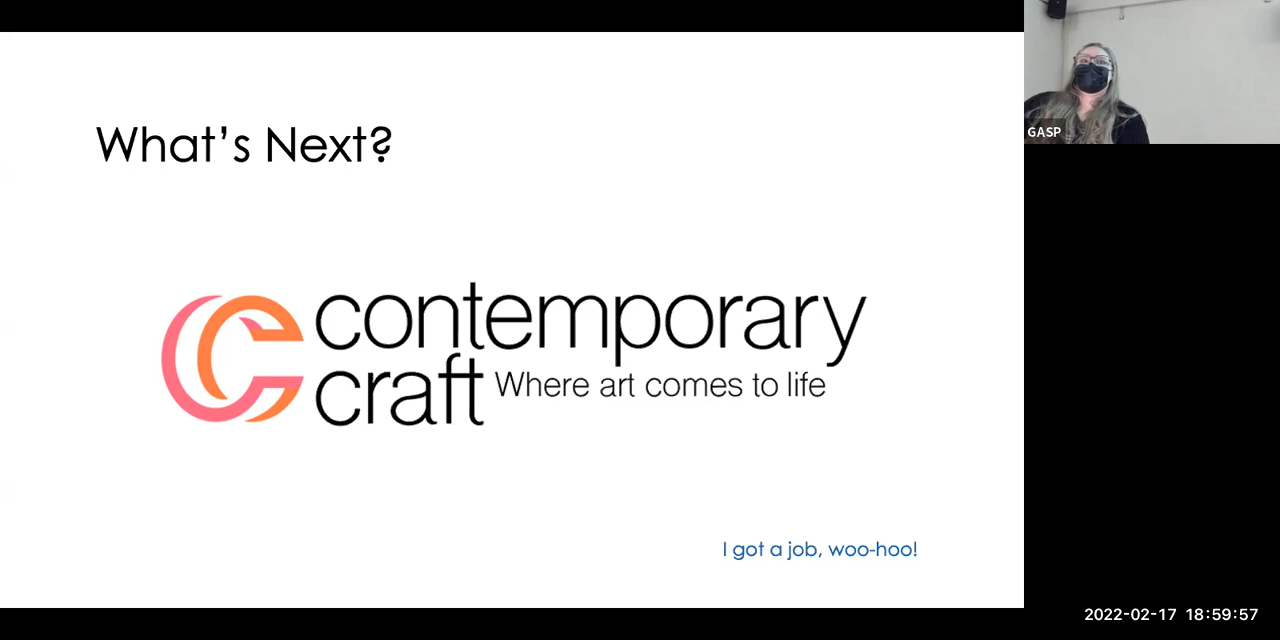 What's Next?
contemporary
craft Where art comes to life
I got a job, woo-hoo!
GASP
2022-02-17 18:59:57